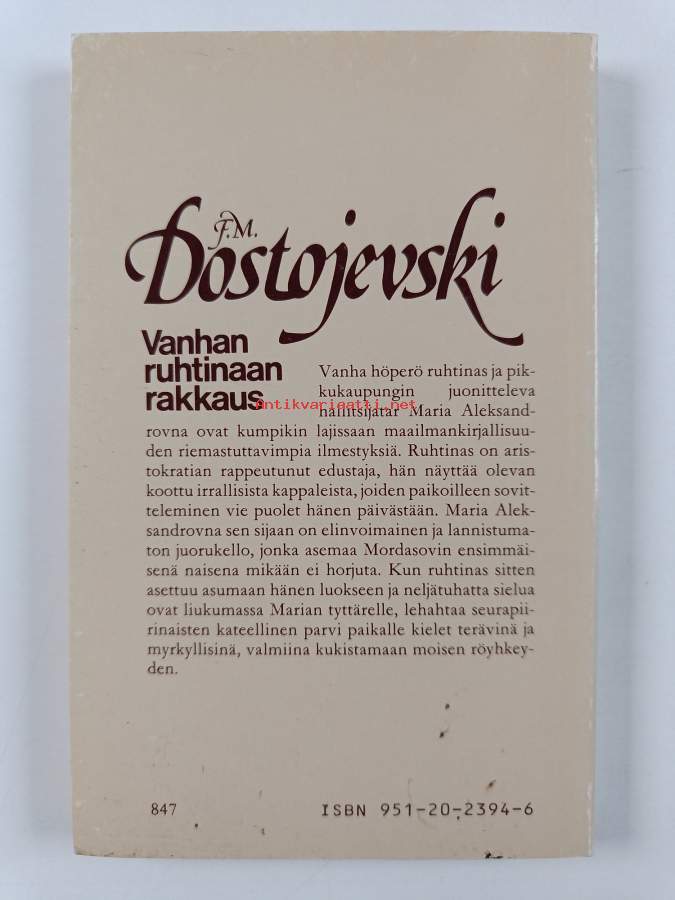 F.M.
Dostojevski
Vanhan
ruhtinaan
rakkaus
Vanha höperö ruhtinas ja pik-
kukaupungin juonitteleva
hallitsijatar Maria Aleksand-
rovna ovat kumpikin lajissaan maailmankirjallisuu-
den riemastuttavimpia ilmestyksiä. Ruhtinas on aris-
tokratian rappeutunut edustaja, hän näyttää olevan
koottu irrallisista kappaleista, joiden paikoilleen sovit-
teleminen vie puolet hänen päivästään. Maria Alek-
sandrovna sen sijaan on elinvoimainen ja lannistuma-
ton juorukello, jonka asemaa Mordasovin ensimmäi-
senä naisena mikään ei horjuta. Kun ruhtinas sitten
asettuu asumaan hänen luokseen ja neljätuhatta sielua
ovat liukumassa Marian tyttärelle, lehahtaa seurapii-
rinaisten kateellinen parvi paikalle kielet terävinä ja
myrkyllisinä, valmiina kukistamaan moisen röyhkey-
den.
Antikvariaatti.net
847
ISBN 951-20-2394-6